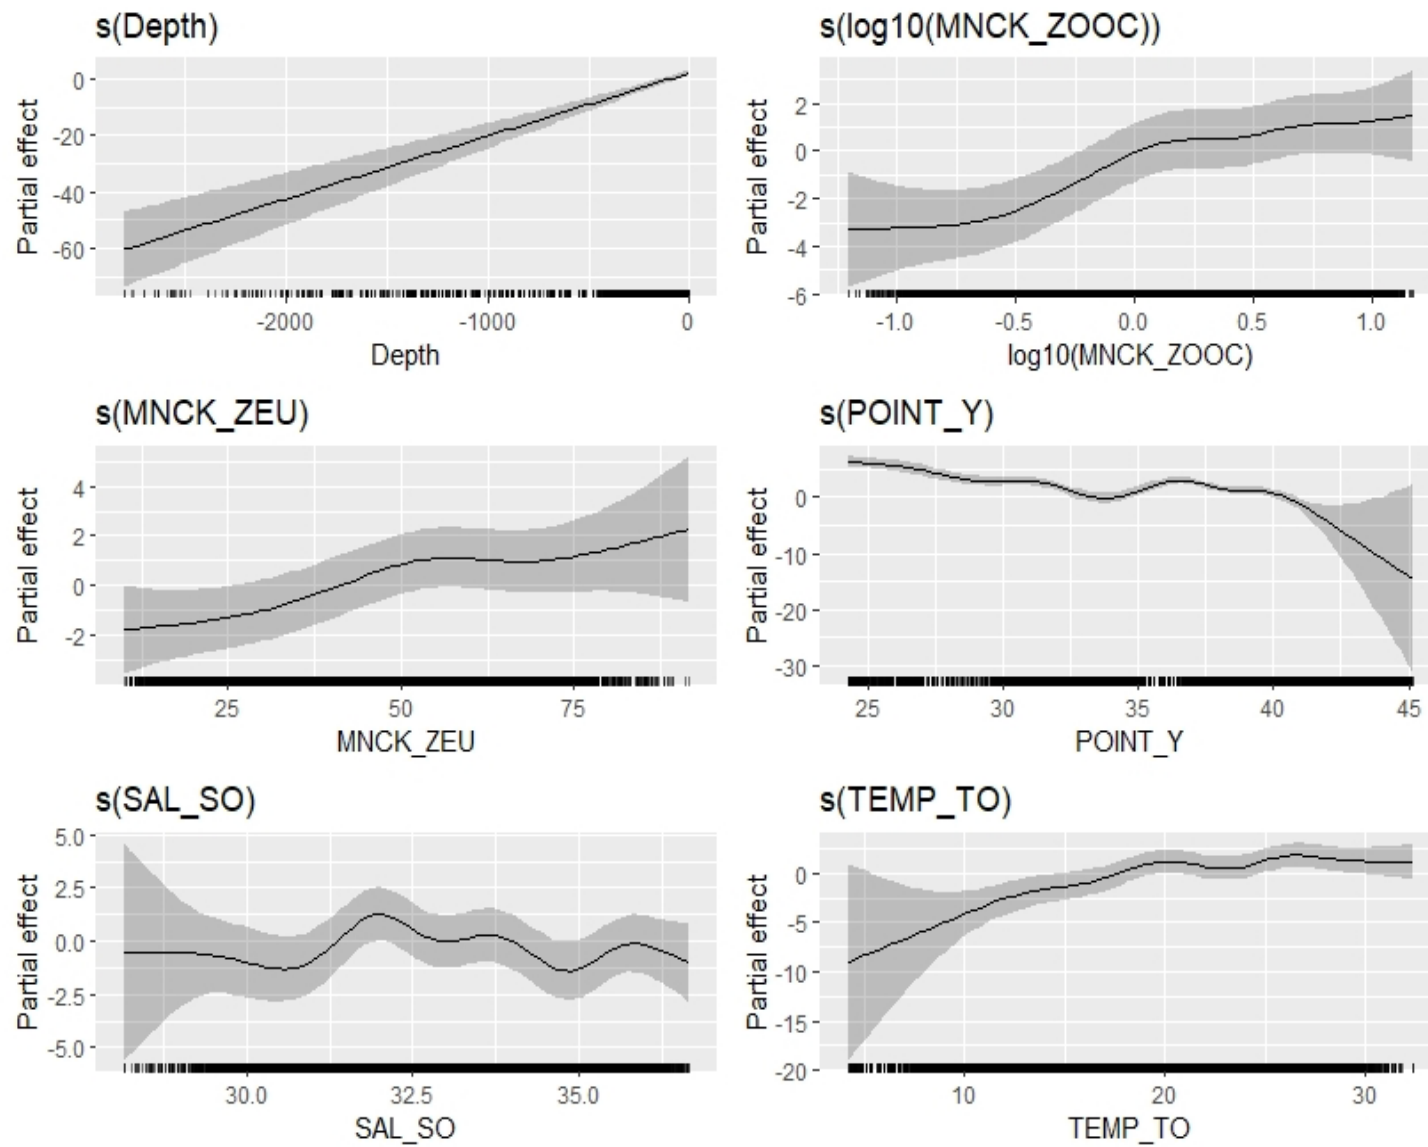 s(Depth)
Partial effect
0
-20
-40
-60
-2000 -1000 0
Depth
s(log10(MNCK_ZOOC))
Partial effect
2
0
-2
-4
-6
-1.0 -0.5 0.0 0.5 1.0
log10(MNCK_ZOOC)
s(MNCK_ZEU)
Partial effect
4
2
0
-2
25 50 75
MNCK_ZEU
s(POINT_Y)
Partial effect
0
-10
-20
-30
25 30 35 40 45
POINT_Y
s(SAL_SO)
Partial effect
5.0
2.5
0.0
-2.5
-5.0
30.0 32.5 35.0
SAL_SO
s(TEMP_TO)
Partial effect
0
-5
-10
-15
-20
10 20 30
TEMP_TO